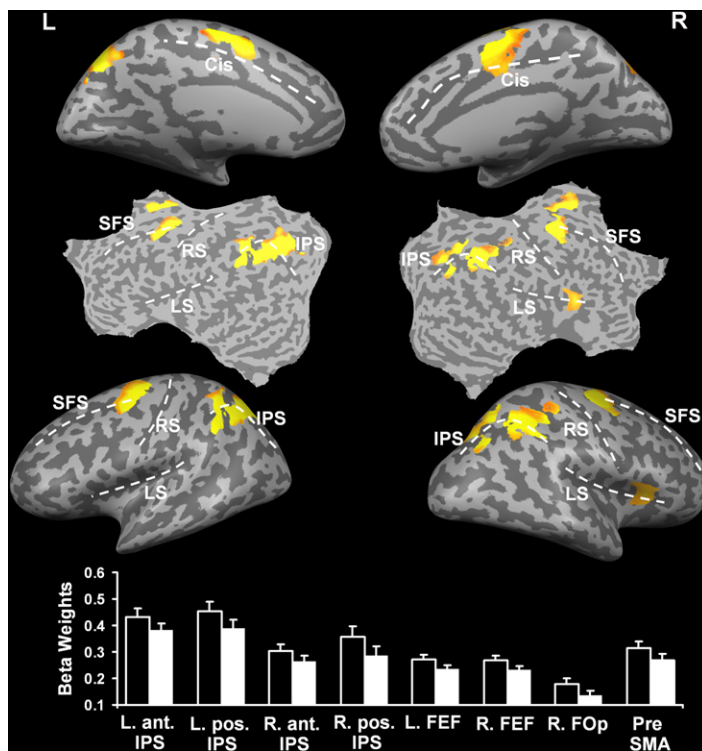 L R
Cis Cis
SFS RS IPS LS
SFS IPS RS LS
SFS RS IPS LS
SFS RS IPS LS
Beta Weights
0.6
0.5
0.4
0.3
0.2
0.1
L. ant. L. pos. R. ant. R. pos. L. FEF R. FEF R. FOp Pre
IPS IPS IPS IPS SMA